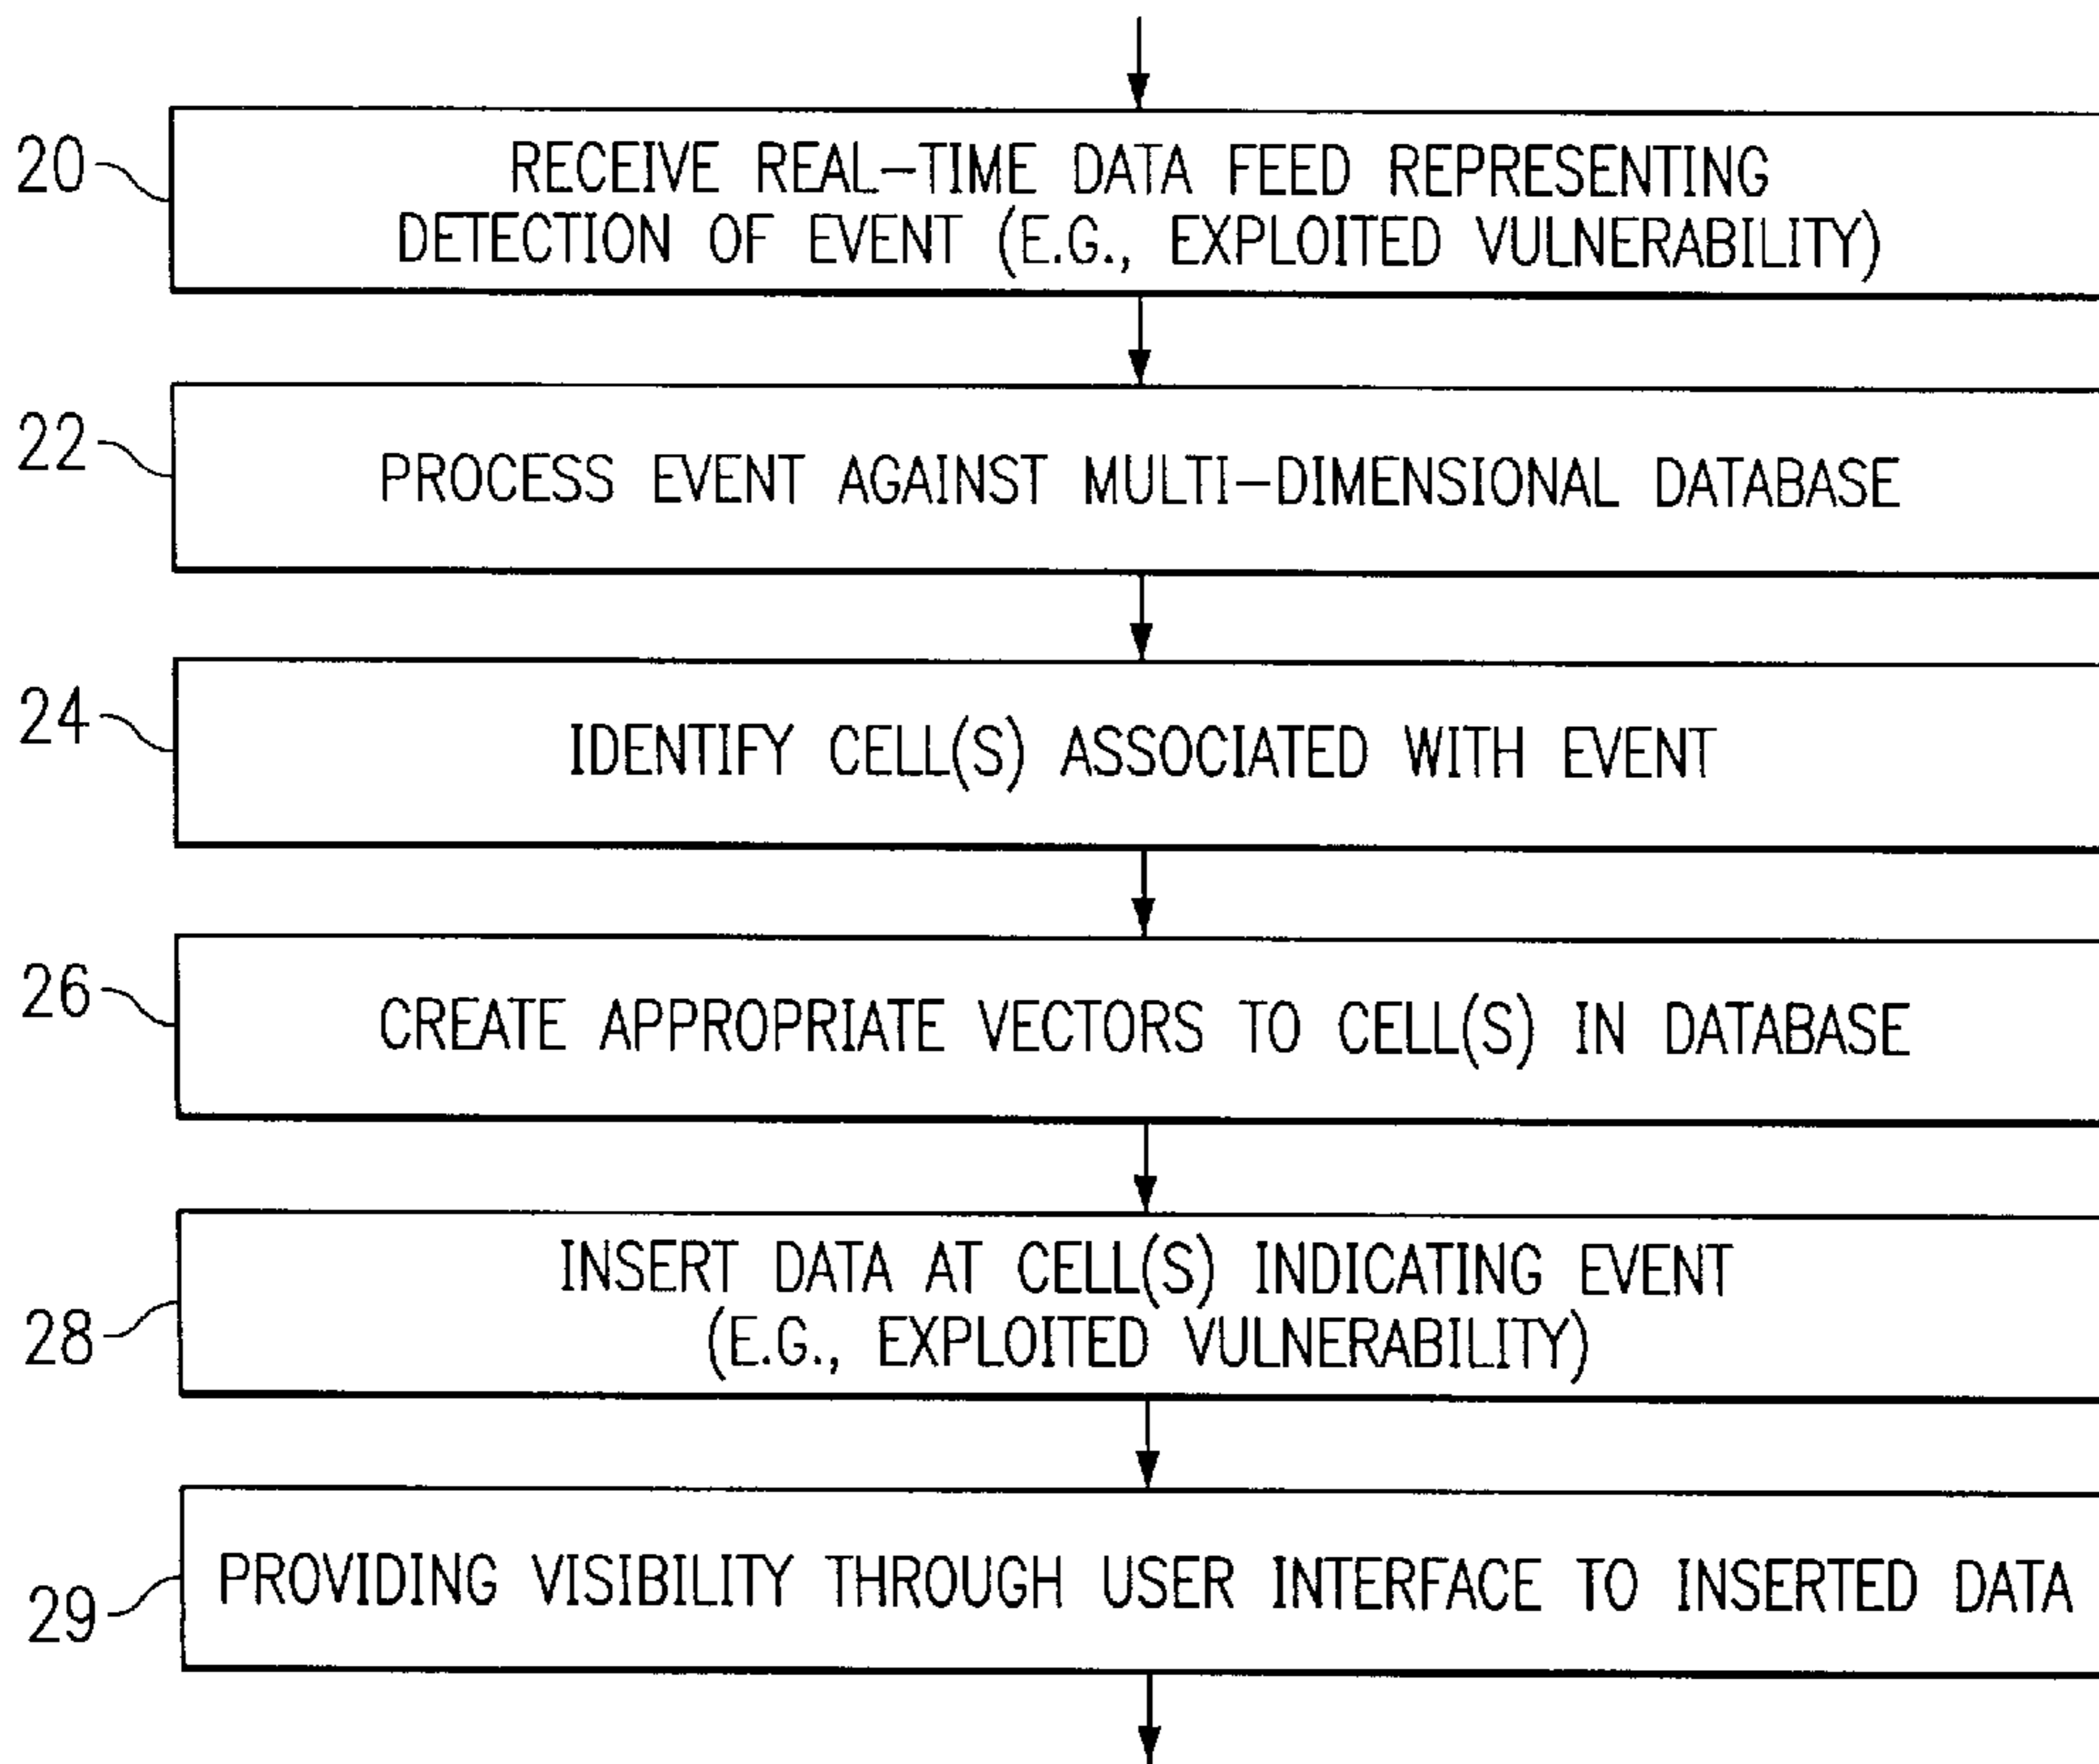 20
RECEIVE REAL-TIME DATA FEED REPRESENTING
DETECTION OF EVENT (E.G., EXPLOITED VULNERABILITY)
22
PROCESS EVENT AGAINST MULTI-DIMENSIONAL DATABASE
24
IDENTIFY CELL(S) ASSOCIATED WITH EVENT
26
CREATE APPROPRIATE VECTORS TO CELL(S) IN DATABASE
28
INSERT DATA AT CELL(S) INDICATING EVENT
(E.G., EXPLOITED VULNERABILITY)
29
PROVIDING VISIBILITY THROUGH USER INTERFACE TO INSERTED DATA